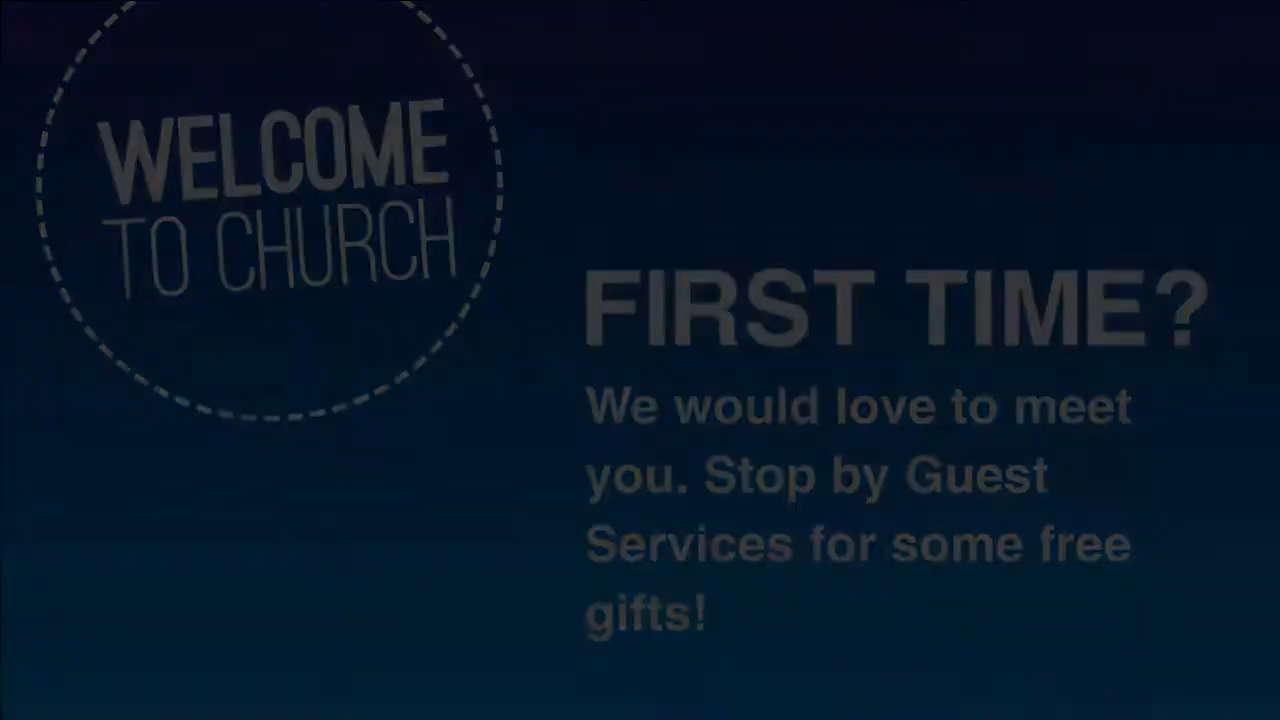 WELCOME
TO CHURCH
FIRST TIME?
We would love to meet
you. Stop by Guest
Services for some free
gifts!